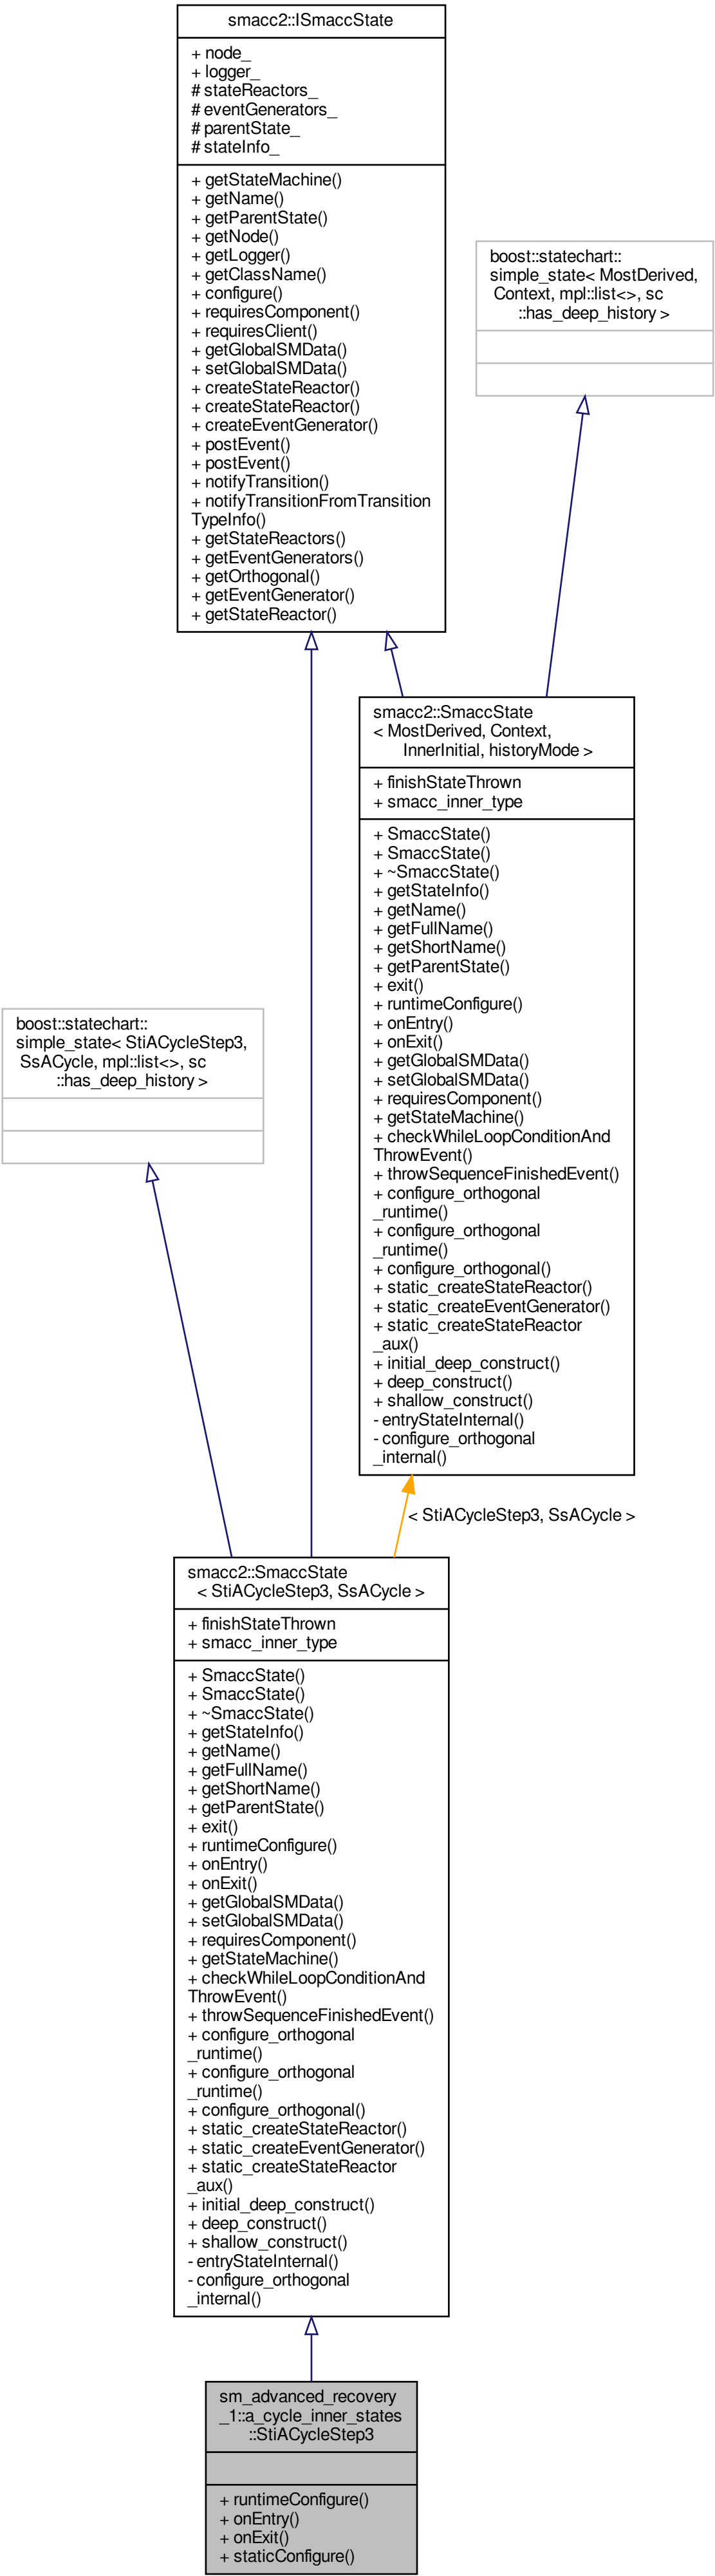 smacc2::ISmaccState
+ node_
+ logger_
# stateReactors_
# eventGenerators_
# parentState_
# stateInfo_
+ getStateMachine()
+ getName()
+ getParentState()
+ getNode()
+ getLogger()
+ getClassName()
+ configure()
+ requiresComponent()
+ requiresClient()
+ getGlobalSMData()
+ setGlobalSMData()
+ createStateReactor()
+ createStateReactor()
+ createEventGenerator()
+ postEvent()
+ postEvent()
+ notifyTransition()
+ notifyTransitionFromTransition
TypeInfo()
+ getStateReactors()
+ getEventGenerators()
+ getOrthogonal()
+ getEventGenerator()
+ getStateReactor()
boost::statechart::
simple_state< MostDerived,
Context, mpl::list<>, sc
::has_deep_history >
smacc2::SmaccState
< MostDerived, Context,
InnerInitial, historyMode >
+ finishStateThrown
+ smacc_inner_type
+ SmaccState()
+ SmaccState()
+ ~SmaccState()
+ getStateInfo()
+ getName()
+ getFullName()
+ getShortName()
+ getParentState()
+ exit()
+ runtimeConfigure()
+ onEntry()
+ onExit()
+ getGlobalSMData()
+ setGlobalSMData()
+ requiresComponent()
+ getStateMachine()
+ checkWhileLoopConditionAnd
ThrowEvent()
+ throwSequenceFinishedEvent()
+ configure_orthogonal
_runtime()
+ configure_orthogonal
_runtime()
+ configure_orthogonal()
+ static_createStateReactor()
+ static_createEventGenerator()
+ static_createStateReactor
_aux()
+ initial_deep_construct()
+ deep_construct()
+ shallow_construct()
- entryStateInternal()
- configure_orthogonal
_internal()
boost::statechart::
simple_state< StiACycleStep3,
SsACycle, mpl::list<>, sc
::has_deep_history >
< StiACycleStep3, SsACycle >
smacc2::SmaccState
< StiACycleStep3, SsACycle >
+ finishStateThrown
+ smacc_inner_type
+ SmaccState()
+ SmaccState()
+ ~SmaccState()
+ getStateInfo()
+ getName()
+ getFullName()
+ getShortName()
+ getParentState()
+ exit()
+ runtimeConfigure()
+ onEntry()
+ onExit()
+ getGlobalSMData()
+ setGlobalSMData()
+ requiresComponent()
+ getStateMachine()
+ checkWhileLoopConditionAnd
ThrowEvent()
+ throwSequenceFinishedEvent()
+ configure_orthogonal
_runtime()
+ configure_orthogonal
_runtime()
+ configure_orthogonal()
+ static_createStateReactor()
+ static_createEventGenerator()
+ static_createStateReactor
_aux()
+ initial_deep_construct()
+ deep_construct()
+ shallow_construct()
- entryStateInternal()
- configure_orthogonal
_internal()
sm_advanced_recovery
_1::a_cycle_inner_states
::StiACycleStep3
+ runtimeConfigure()
+ onEntry()
+ onExit()
+ staticConfigure()